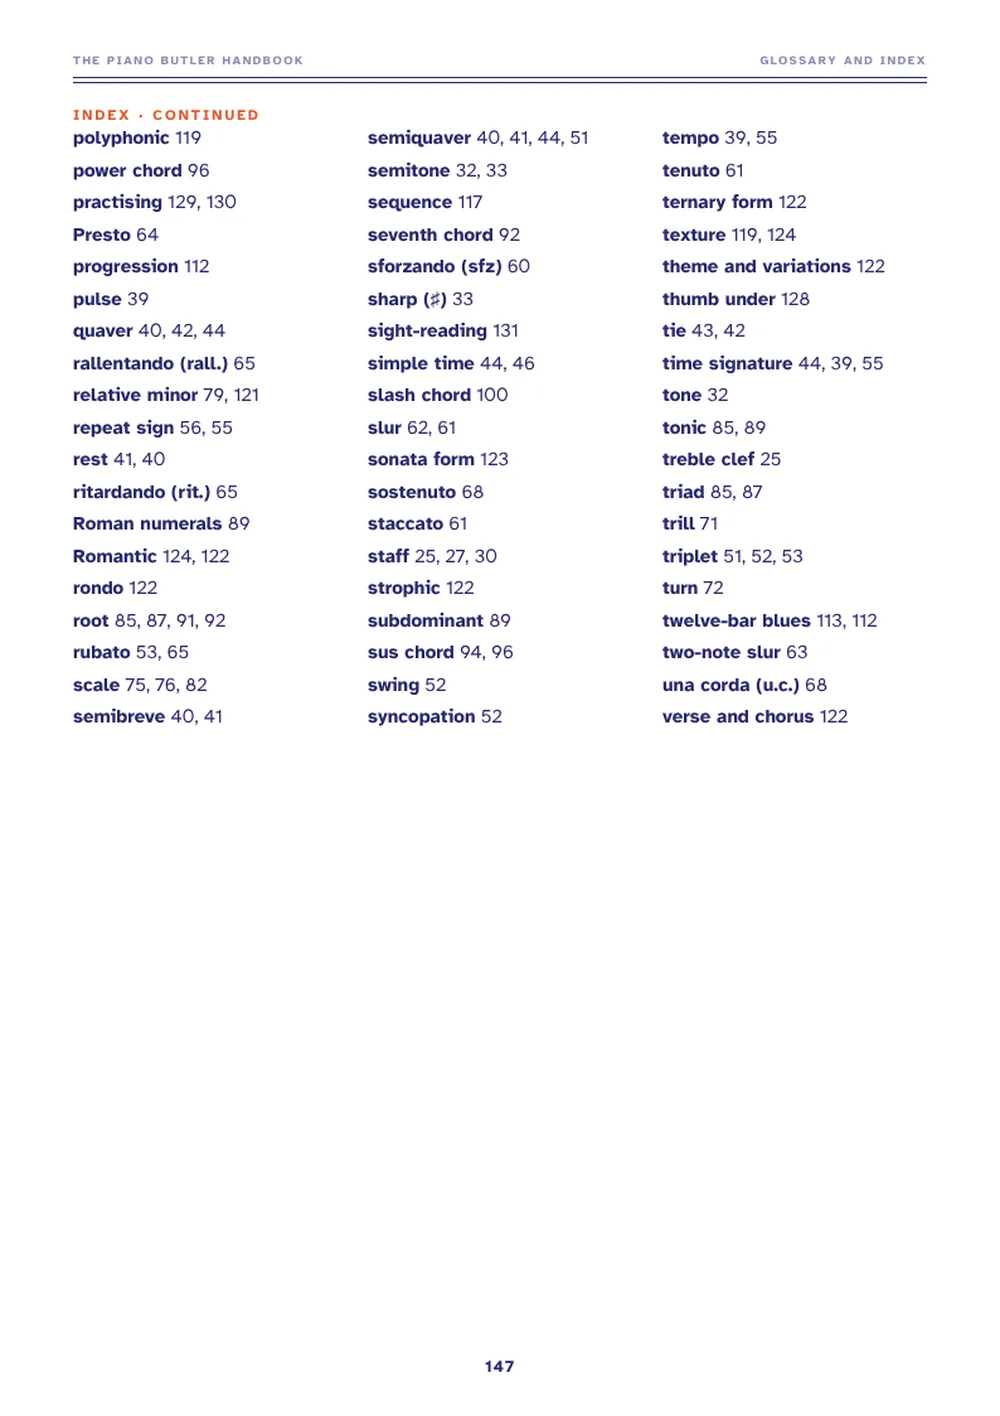 THE PIANO BUTLER HANDBOOK
GLOSSARY AND INDEX
INDEX · CONTINUED
polyphonic 119
power chord 96
practising 129, 130
Presto 64
progression 112
pulse 39
quaver 40, 42, 44
rallentando (rall.) 65
relative minor 79, 121
repeat sign 56, 55
rest 41, 40
ritardando (rit.) 65
Roman numerals 89
Romantic 124, 122
rondo 122
root 85, 87, 91, 92
rubato 53, 65
scale 75, 76, 82
semibreve 40, 41
semiquaver 40, 41, 44, 51
semitone 32, 33
sequence 117
seventh chord 92
sforzando (sfz) 60
sharp (♯) 33
sight-reading 131
simple time 44, 46
slash chord 100
slur 62, 61
sonata form 123
sostenuto 68
staccato 61
staff 25, 27, 30
strophic 122
subdominant 89
sus chord 94, 96
swing 52
syncopation 52
tempo 39, 55
tenuto 61
ternary form 122
texture 119, 124
theme and variations 122
thumb under 128
tie 43, 42
time signature 44, 39, 55
tone 32
tonic 85, 89
treble clef 25
triad 85, 87
trill 71
triplet 51, 52, 53
turn 72
twelve-bar blues 113, 112
two-note slur 63
una corda (u.c.) 68
verse and chorus 122
147